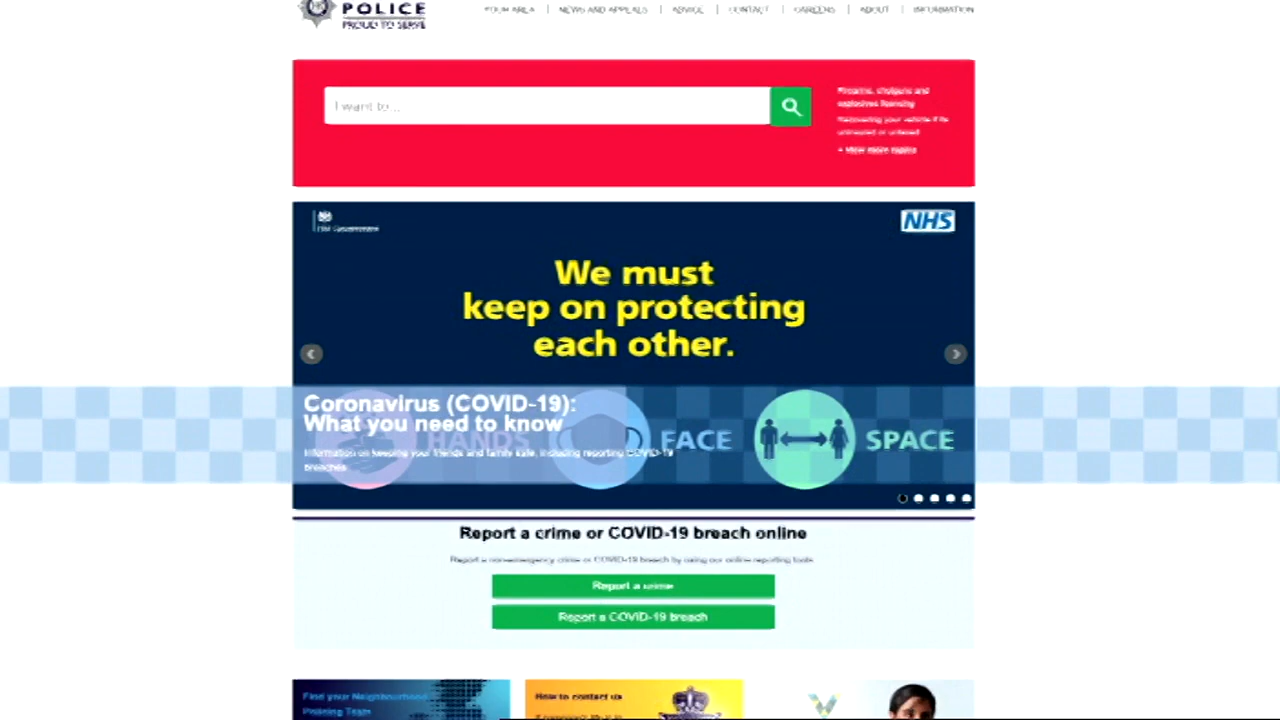 POLICE
PROUD TO SERVE
YOUR AREA | NEWS AND APPEALS | ADVICE | CONTACT | CAREERS | ABOUT | INFORMATION
I want to...
Firearms, shotguns and
explosives licensing
Recovering your vehicle if its
uninsured or untaxed
+ View more topics
HM Government
NHS
We must
keep on protecting
each other.
Coronavirus (COVID-19):
What you need to know
HANDS FACE SPACE
Information on keeping your friends and family safe, including reporting COVID-19
breaches
Report a crime or COVID-19 breach online
Report a non-emergency crime or COVID-19 breach by using our online reporting tools
Report a crime
Report a COVID-19 breach
Find your Neighbourhood
Policing Team
How to contact us